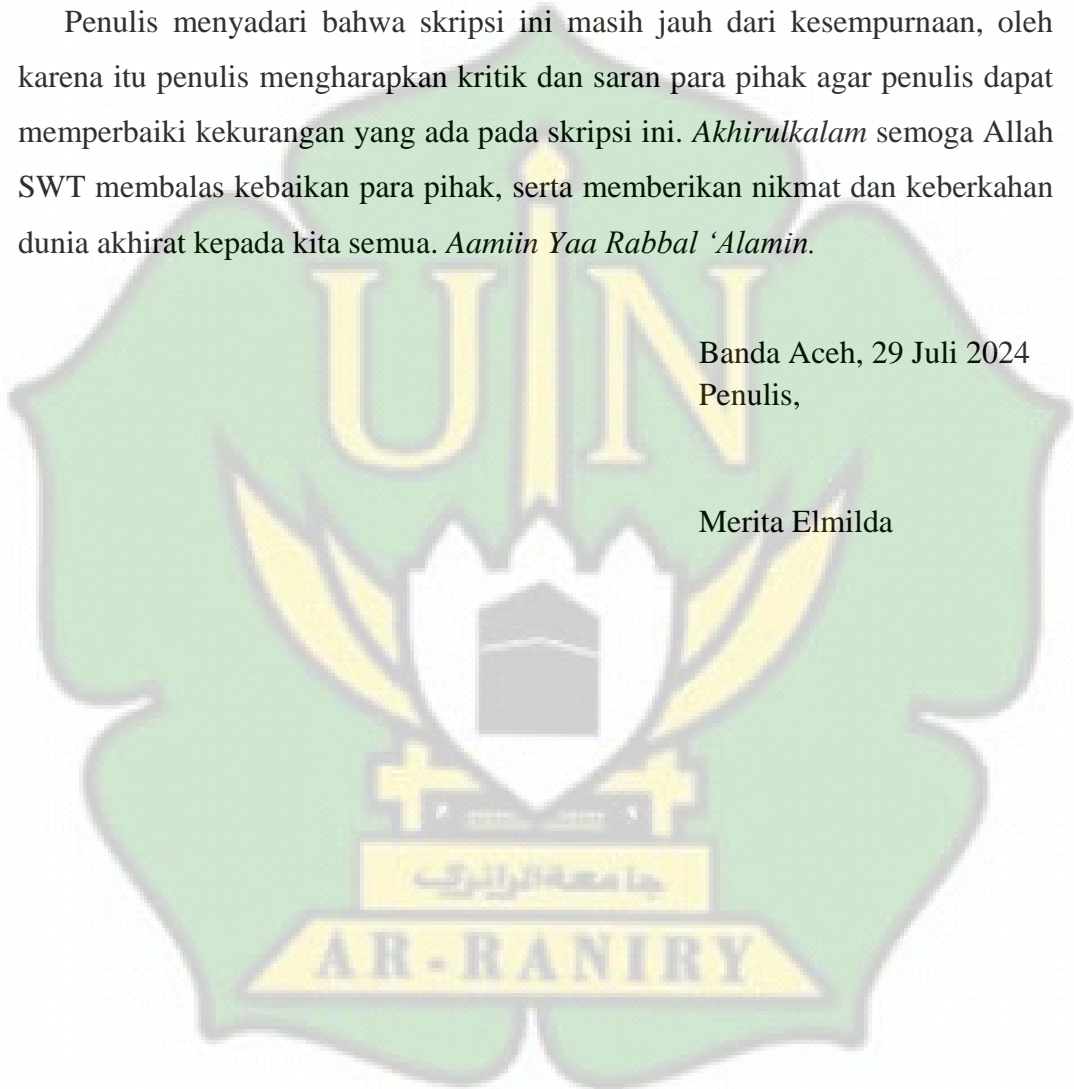 Penulis menyadari bahwa skripsi ini masih jauh dari kesempurnaan, oleh
karena itu penulis mengharapkan kritik dan saran para pihak agar penulis dapat
memperbaiki kekurangan yang ada pada skripsi ini. Akhirulkalam semoga Allah
SWT membalas kebaikan para pihak, serta memberikan nikmat dan keberkahan
dunia akhirat kepada kita semua. Aamiin Yaa Rabbal ‘Alamin.
UIN
Banda Aceh, 29 Juli 2024
Penulis,
Merita Elmilda
جامعة الرانري
AR-RANIRY